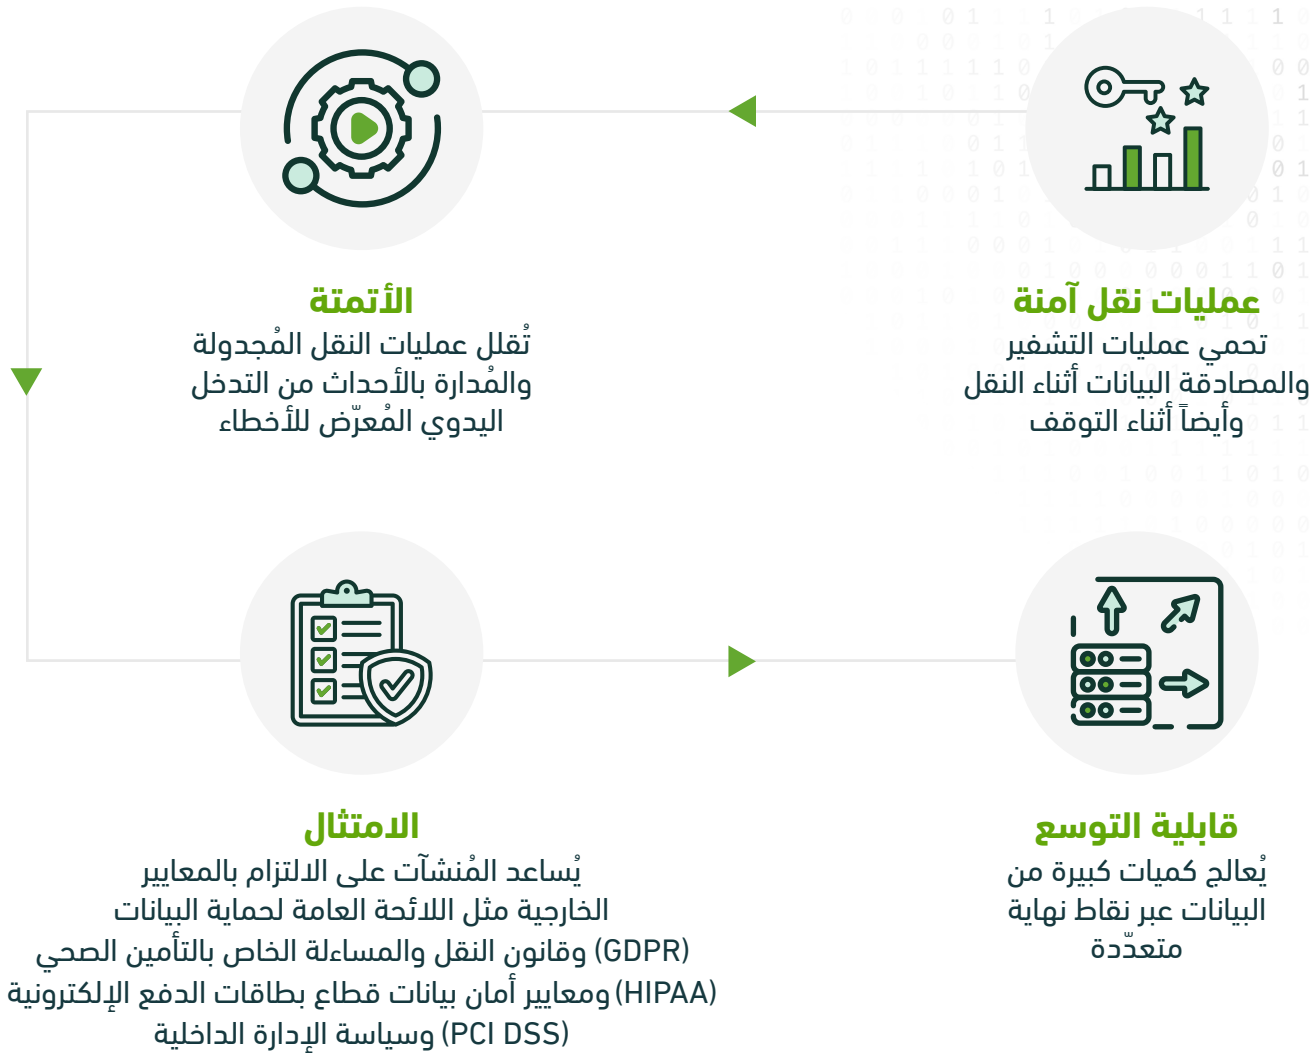 عمليات نقل آمنة
تحمي عمليات التشفير
والمصادقة البيانات أثناء النقل
وأيضاً أثناء التوقف
الأتمتة
تُقلل عمليات النقل المُجدولة
والمُدارة بالأحداث من التدخل
اليدوي المُعرّض للأخطاء
الامتثال
يُساعد المُنشآت على الالتزام بالمعايير
الخارجية مثل اللائحة العامة لحماية البيانات
(GDPR) وقانون النقل والمساءلة الخاص بالتأمين الصحي
(HIPAA) ومعايير أمان بيانات قطاع بطاقات الدفع الإلكترونية
(PCI DSS) وسياسة الإدارة الداخلية
قابلية التوسع
يُعالج كميات كبيرة من
البيانات عبر نقاط نهاية
متعدّدة